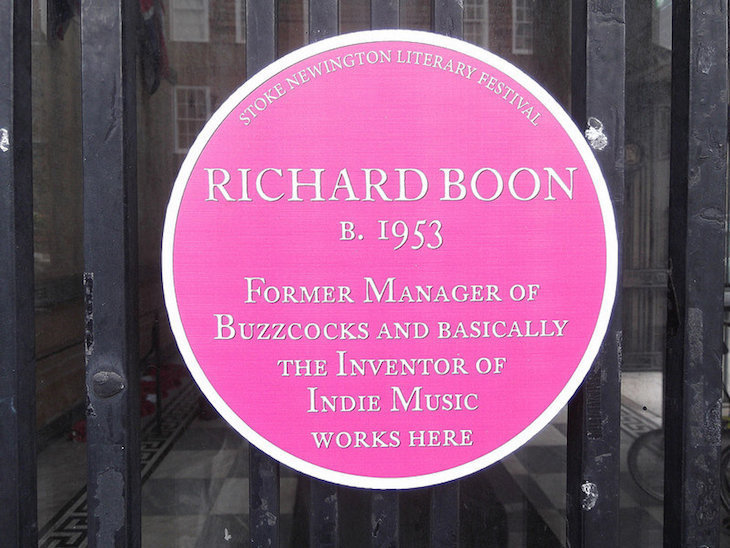 STOKE NEWINGTON LITERARY FESTIVAL
RICHARD BOON
B. 1953
FORMER MANAGER OF
BUZZCOCKS AND BASICALLY
THE INVENTOR OF
INDIE MUSIC
WORKS HERE